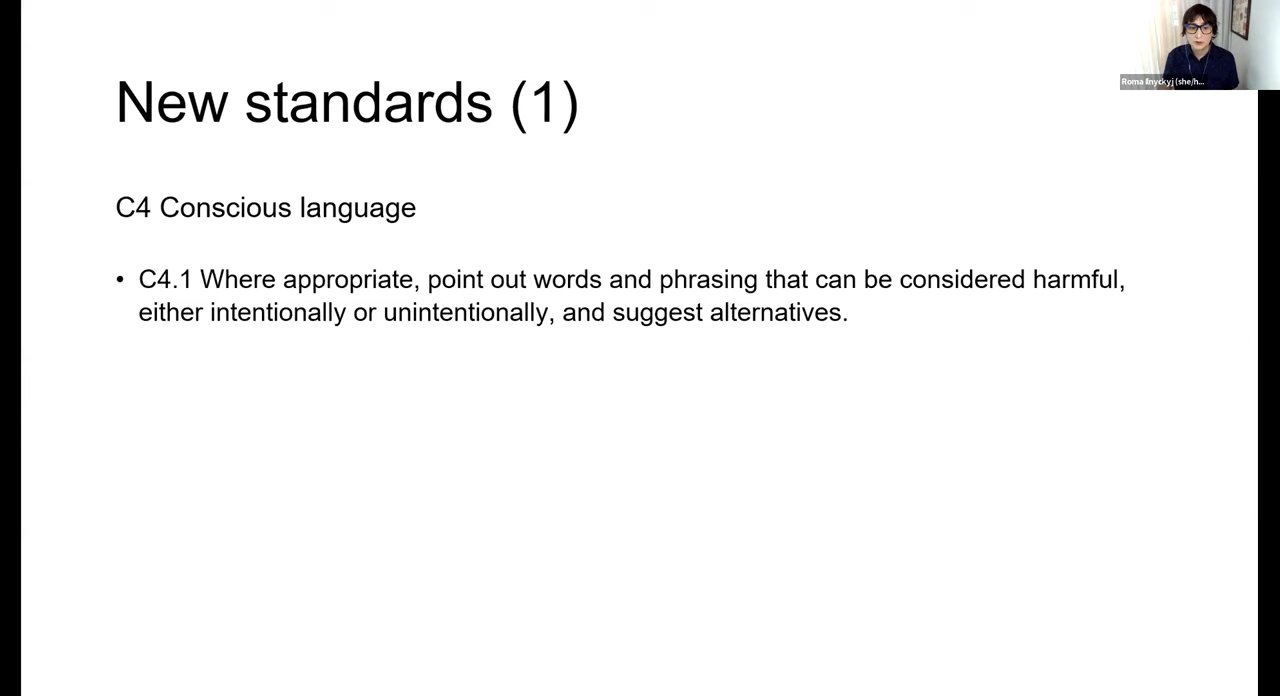 New standards (1)
C4 Conscious language
• C4.1 Where appropriate, point out words and phrasing that can be considered harmful,
either intentionally or unintentionally, and suggest alternatives.
Roma Ilnyckyj (she/h...